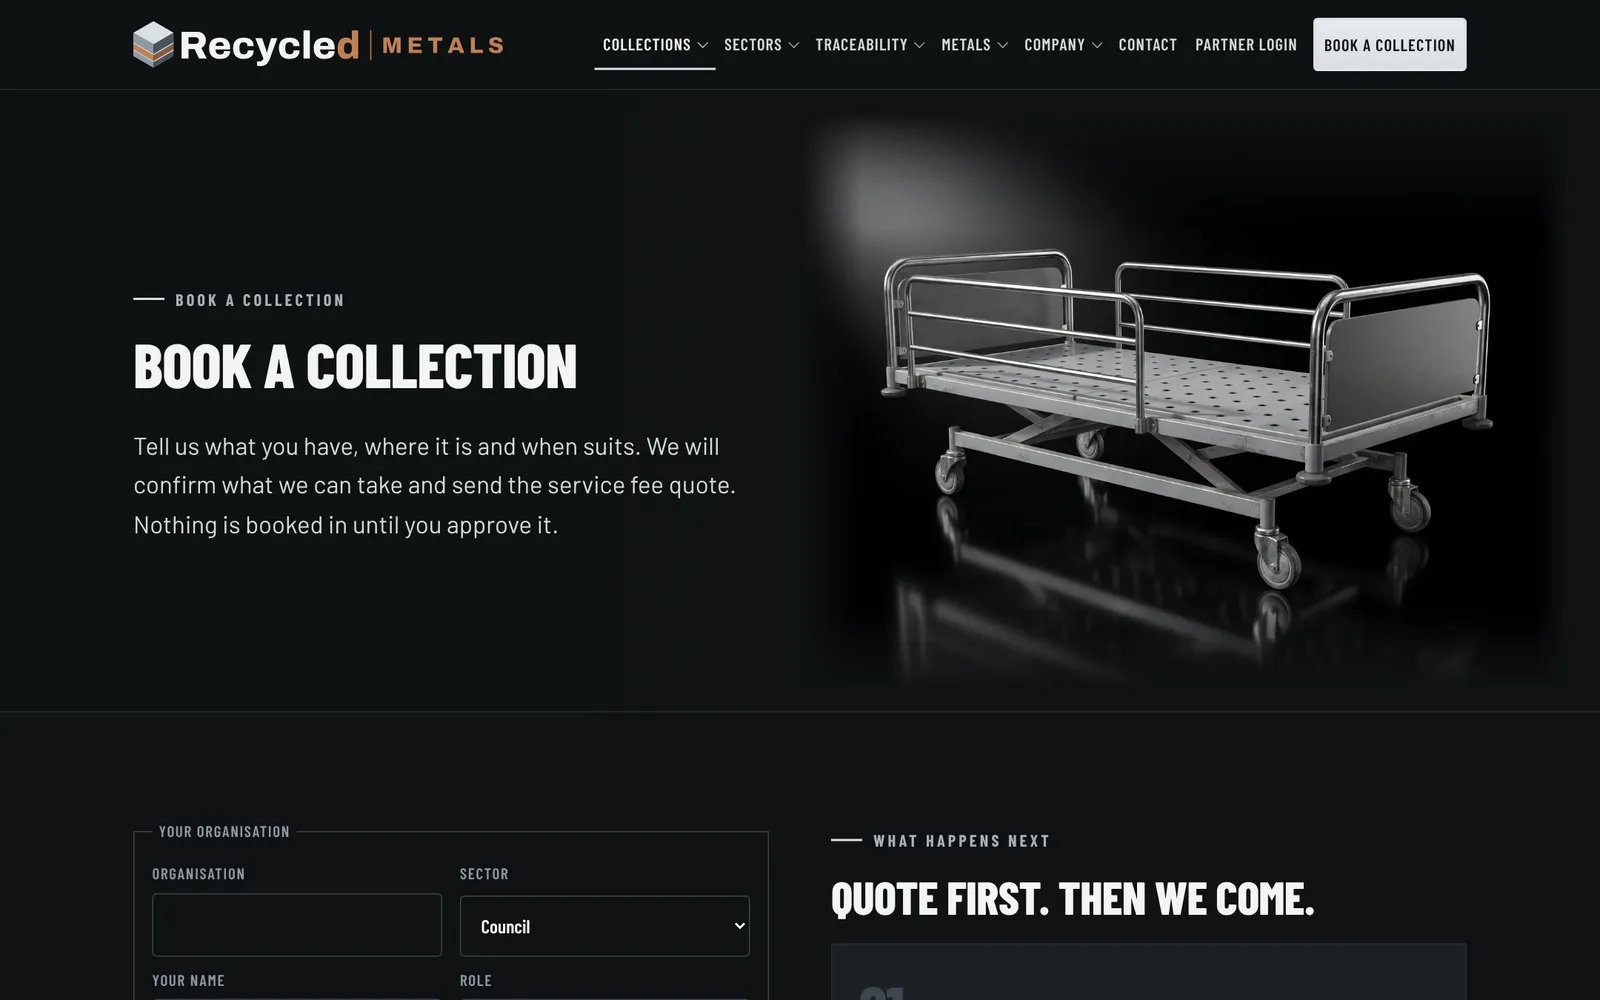 Recycled METALS
COLLECTIONS SECTORS TRACEABILITY METALS COMPANY CONTACT PARTNER LOGIN BOOK A COLLECTION
BOOK A COLLECTION
BOOK A COLLECTION
Tell us what you have, where it is and when suits. We will
confirm what we can take and send the service fee quote.
Nothing is booked in until you approve it.
YOUR ORGANISATION
ORGANISATION
SECTOR
Council
YOUR NAME
ROLE
WHAT HAPPENS NEXT
QUOTE FIRST. THEN WE COME.
01